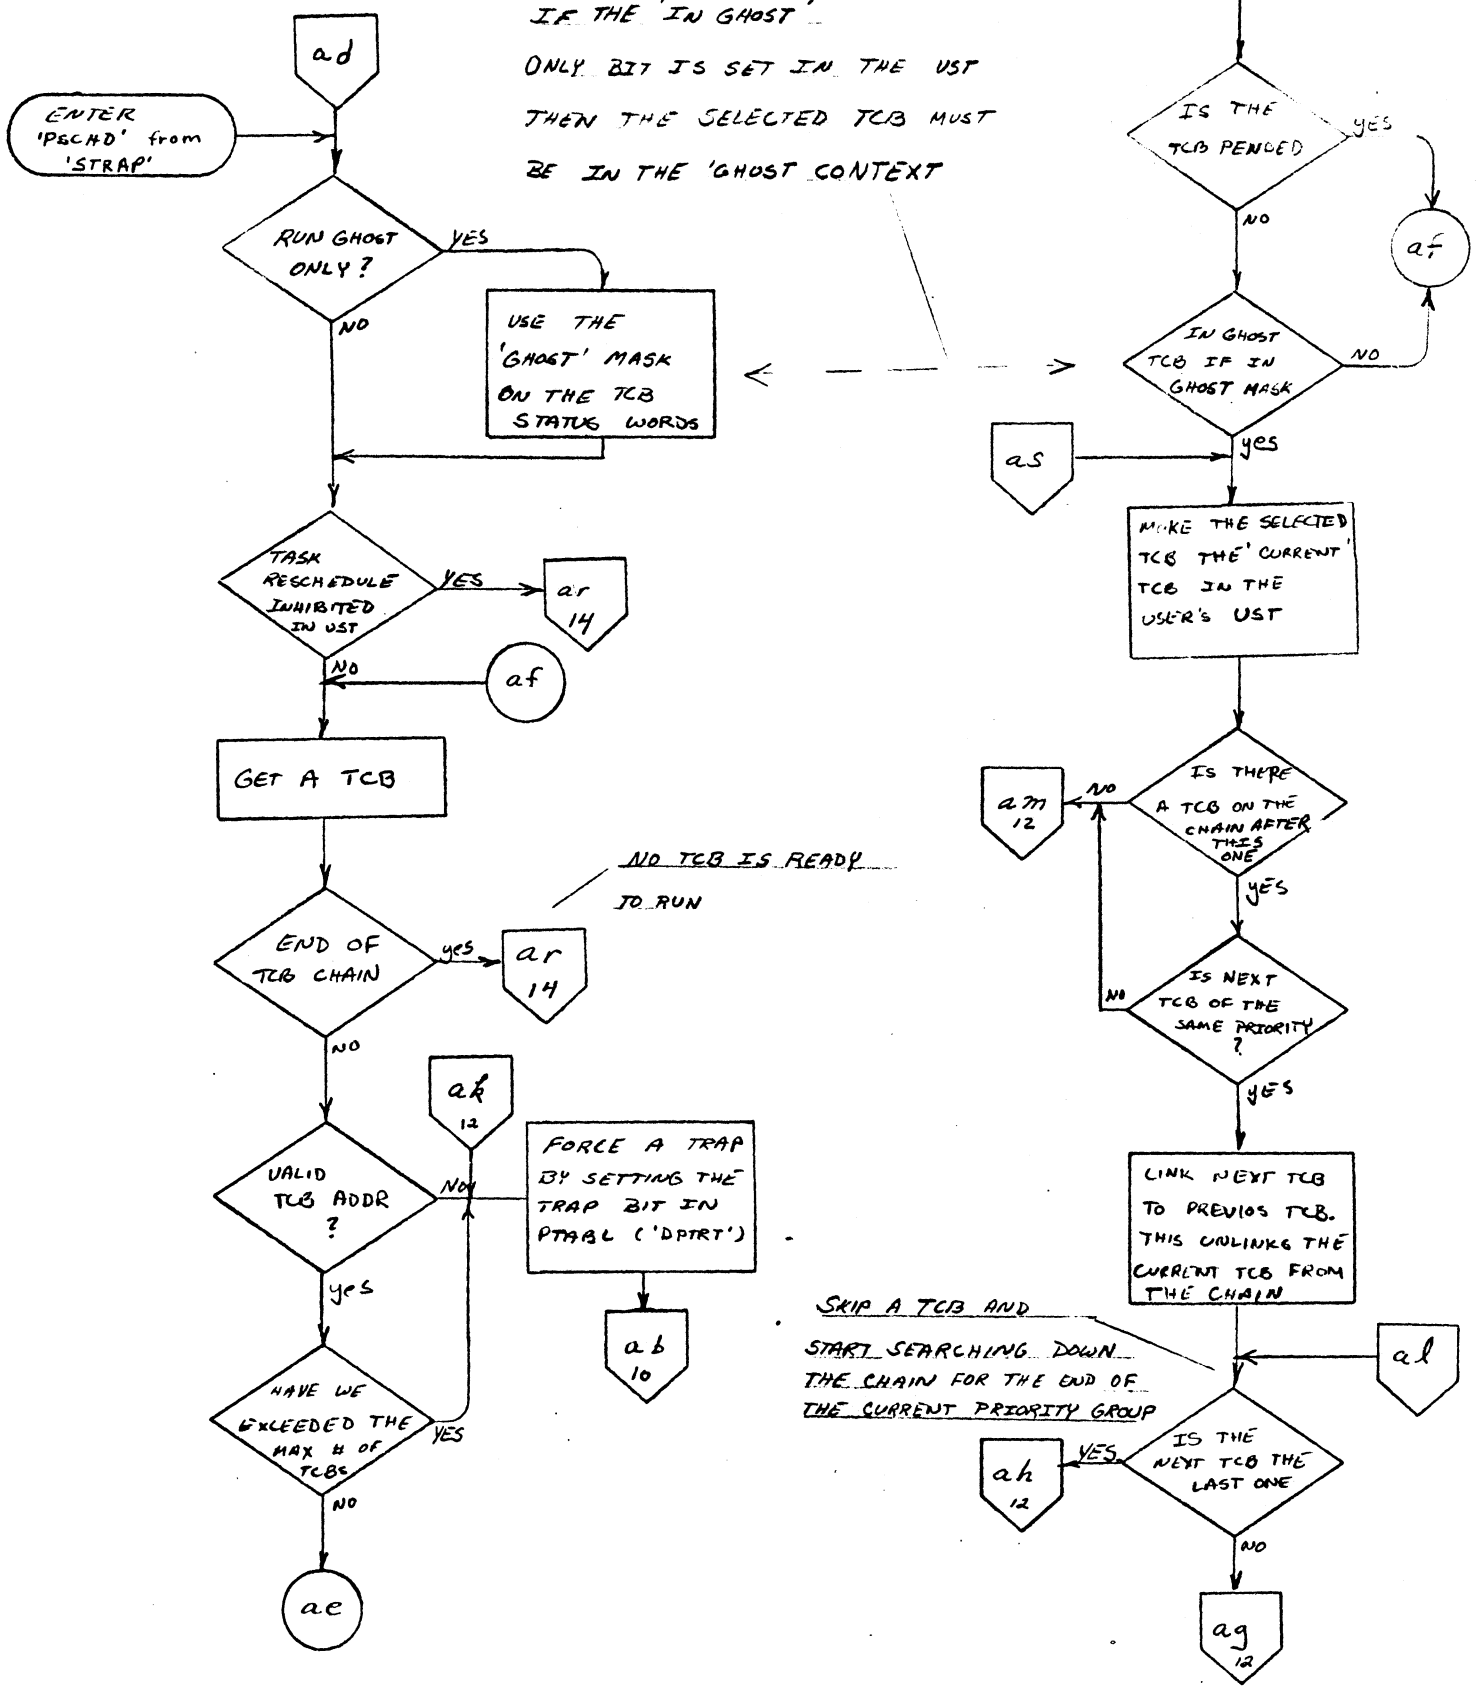 IF THE 'IN GHOST'
ONLY BIT IS SET IN THE UST
THEN THE SELECTED TCB MUST
BE IN THE 'GHOST CONTEXT
ad
ENTER
'PSCHD' from
'STRAP'
RUN GHOST
ONLY?
YES
NO
USE THE
'GHOST' MASK
ON THE TCB
STATUS WORDS
TASK
RESCHEDULE
INHIBITED
IN UST
YES
ar
14
NO
af
GET A TCB
NO TCB IS READY
TO RUN
END OF
TCB CHAIN
yes
ar
14
NO
ak
12
VALID
TCB ADDR
?
NO
FORCE A TRAP
BY SETTING THE
TRAP BIT IN
PTABL ('DPTRT')
ab
10
yes
HAVE WE
EXCEEDED THE
MAX # OF
TCBS
YES
NO
ae
IS THE
TCB PENDED
YES
NO
af
IN GHOST
TCB IF IN
GHOST MASK
NO
yes
as
MAKE THE SELECTED
TCB THE 'CURRENT'
TCB IN THE
USER'S UST
IS THERE
A TCB ON THE
CHAIN AFTER
THIS
ONE
NO
am
12
YES
IS NEXT
TCB OF THE
SAME PRIORITY
?
NO
YES
LINK NEXT TCB
TO PREVIOS TCB.
THIS UNLINKS THE
CURRENT TCB FROM
THE CHAIN
SKIP A TCB AND
START SEARCHING DOWN
THE CHAIN FOR THE END OF
THE CURRENT PRIORITY GROUP
al
IS THE
NEXT TCB THE
LAST ONE
YES
ah
12
NO
ag
12